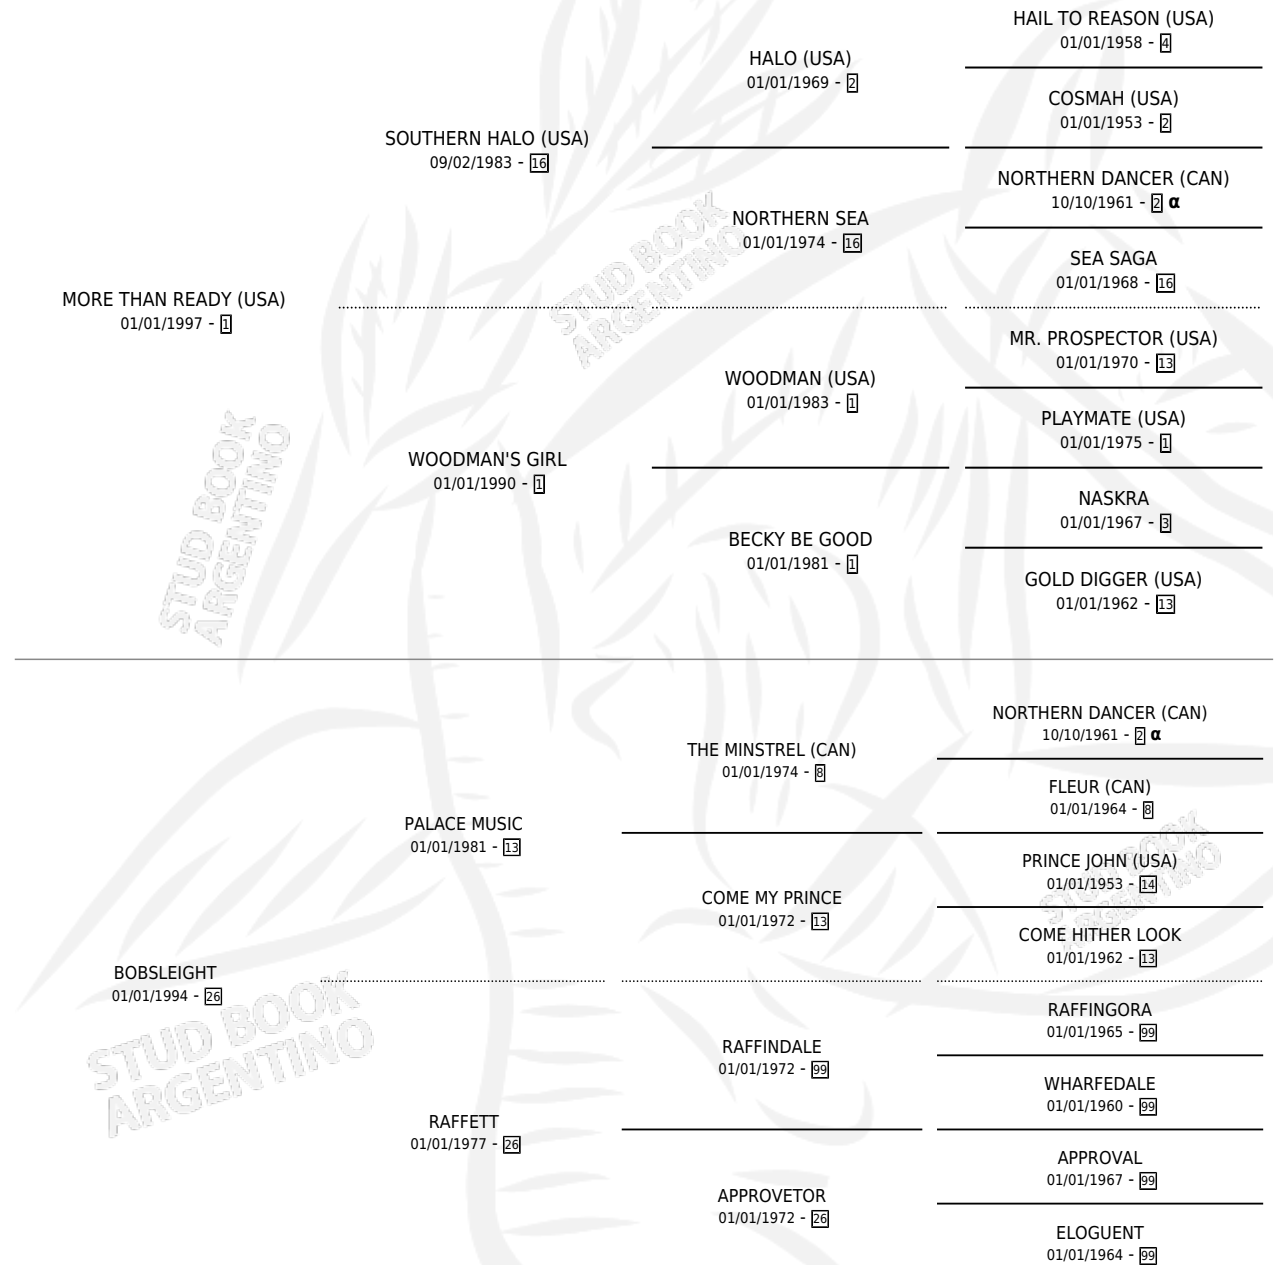 HAIL TO REASON (USA)
01/01/1958 - 4
HALO (USA)
01/01/1969 - 2
COSMAH (USA)
01/01/1953 - 2
SOUTHERN HALO (USA)
09/02/1983 - 16
NORTHERN DANCER (CAN)
10/10/1961 - 2 α
NORTHERN SEA
01/01/1974 - 16
SEA SAGA
01/01/1968 - 16
STUD BOOK
ARGENTINO
MORE THAN READY (USA)
01/01/1997 - 1
MR. PROSPECTOR (USA)
01/01/1970 - 13
WOODMAN (USA)
01/01/1983 - 1
PLAYMATE (USA)
01/01/1975 - 1
WOODMAN'S GIRL
01/01/1990 - 1
NASKRA
01/01/1967 - 3
BECKY BE GOOD
01/01/1981 - 1
GOLD DIGGER (USA)
01/01/1962 - 13
STUD BOOK
ARGENTINO
NORTHERN DANCER (CAN)
10/10/1961 - 2 α
THE MINSTREL (CAN)
01/01/1974 - 8
FLEUR (CAN)
01/01/1964 - 8
PALACE MUSIC
01/01/1981 - 13
PRINCE JOHN (USA)
01/01/1953 - 14
COME MY PRINCE
01/01/1972 - 13
COME HITHER LOOK
01/01/1962 - 13
STUD BOOK
ARGENTINO
BOBSLEIGHT
01/01/1994 - 26
RAFFINGORA
01/01/1965 - 99
RAFFINDALE
01/01/1972 - 99
WHARFEDALE
01/01/1960 - 99
STUD BOOK
ARGENTINO
RAFFETT
01/01/1977 - 26
APPROVAL
01/01/1967 - 99
APPROVETOR
01/01/1972 - 26
ELOGUENT
01/01/1964 - 99